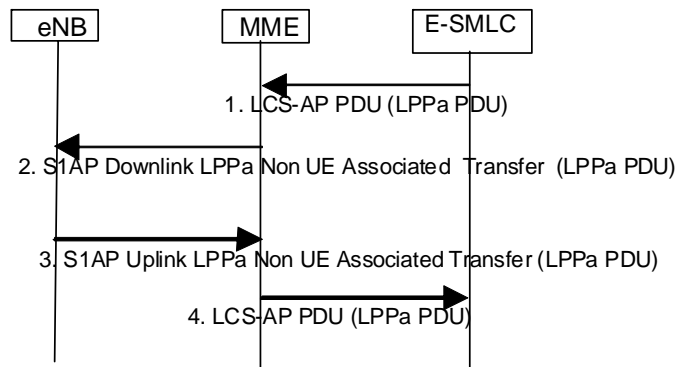 eNB MME E-SMLC
1. LCS-AP PDU (LPPa PDU)
2. S1AP Downlink LPPa Non UE Associated Transfer (LPPa PDU)
3. S1AP Uplink LPPa Non UE Associated Transfer (LPPa PDU)
4. LCS-AP PDU (LPPa PDU)